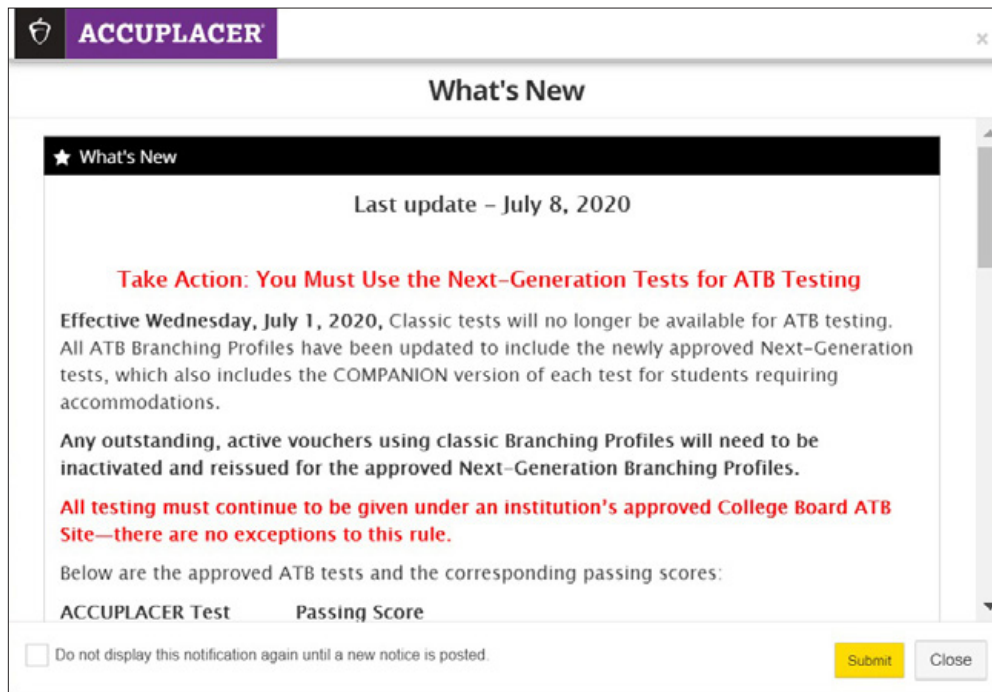 ACCUPLACER®
×
What's New
★ What's New
Last update – July 8, 2020
Take Action: You Must Use the Next–Generation Tests for ATB Testing
Effective Wednesday, July 1, 2020, Classic tests will no longer be available for ATB testing.
All ATB Branching Profiles have been updated to include the newly approved Next–Generation
tests, which also includes the COMPANION version of each test for students requiring
accommodations.
Any outstanding, active vouchers using classic Branching Profiles will need to be
inactivated and reissued for the approved Next–Generation Branching Profiles.
All testing must continue to be given under an institution's approved College Board ATB
Site—there are no exceptions to this rule.
Below are the approved ATB tests and the corresponding passing scores:
ACCUPLACER Test Passing Score
Do not display this notification again until a new notice is posted.
Submit
Close